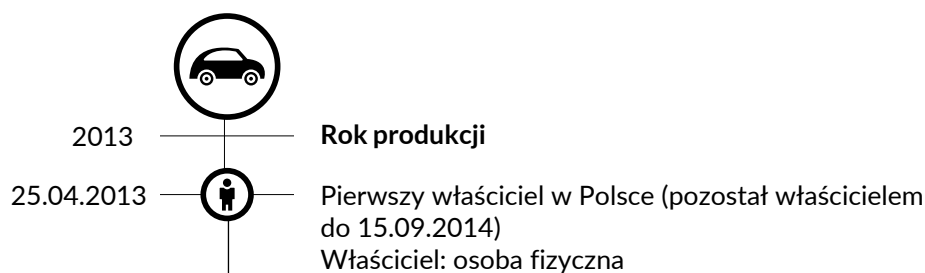 2013 Rok produkcji
25.04.2013 Pierwszy właściciel w Polsce (pozostał właścicielem
do 15.09.2014)
Właściciel: osoba fizyczna